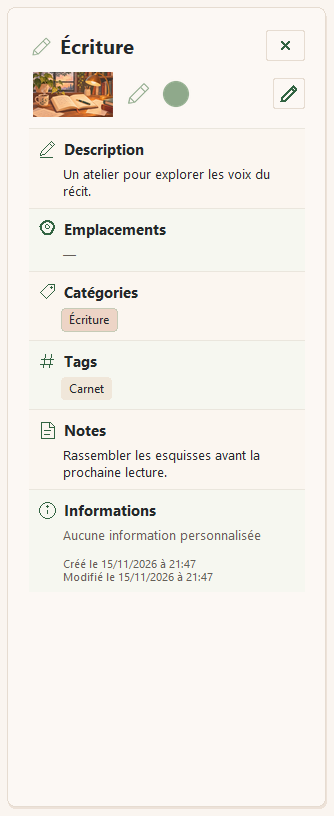 Écriture
Description
Un atelier pour explorer les voix du
récit.
Emplacements
—
Catégories
Écriture
Tags
Carnet
Notes
Rassembler les esquisses avant la
prochaine lecture.
Informations
Aucune information personnalisée
Créé le 15/11/2026 à 21:47
Modifié le 15/11/2026 à 21:47